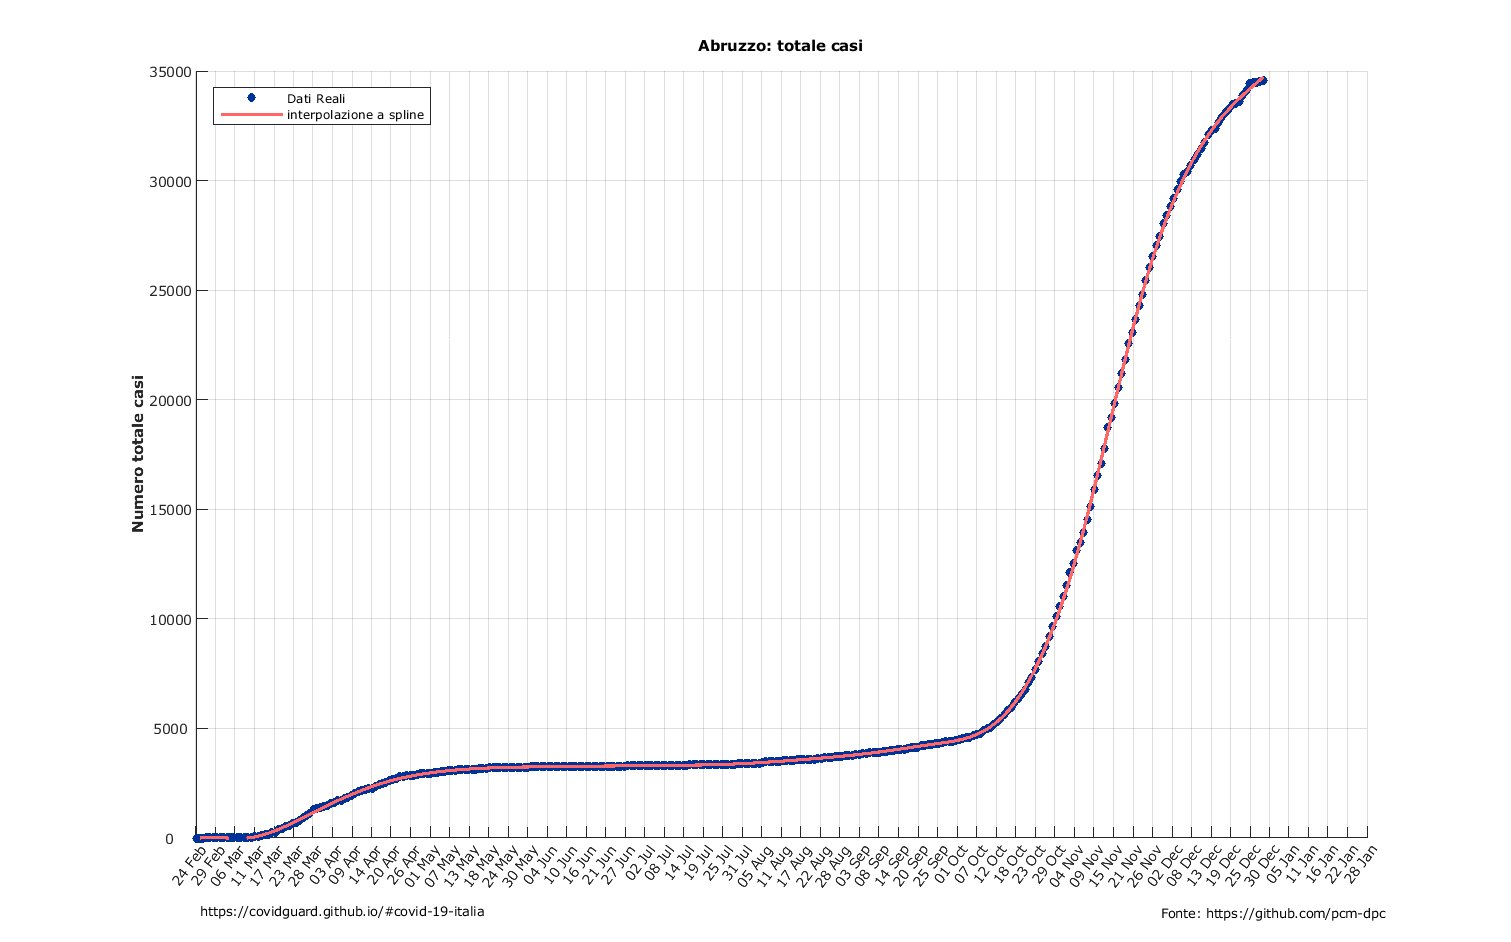 Abruzzo: totale casi
Dati Reali
interpolazione a spline
Numero totale casi
35000
30000
25000
20000
15000
10000
5000
0
24 Feb
29 Feb
06 Mar
11 Mar
17 Mar
23 Mar
28 Mar
03 Apr
09 Apr
14 Apr
20 Apr
26 Apr
01 May
07 May
13 May
18 May
24 May
30 May
04 Jun
10 Jun
16 Jun
21 Jun
27 Jun
02 Jul
08 Jul
14 Jul
19 Jul
25 Jul
31 Jul
05 Aug
11 Aug
17 Aug
22 Aug
28 Aug
03 Sep
08 Sep
14 Sep
20 Sep
25 Sep
01 Oct
07 Oct
12 Oct
18 Oct
23 Oct
29 Oct
04 Nov
09 Nov
15 Nov
21 Nov
26 Nov
02 Dec
08 Dec
13 Dec
19 Dec
25 Dec
30 Dec
05 Jan
11 Jan
16 Jan
22 Jan
28 Jan
https://covidguard.github.io/#covid-19-italia
Fonte: https://github.com/pcm-dpc